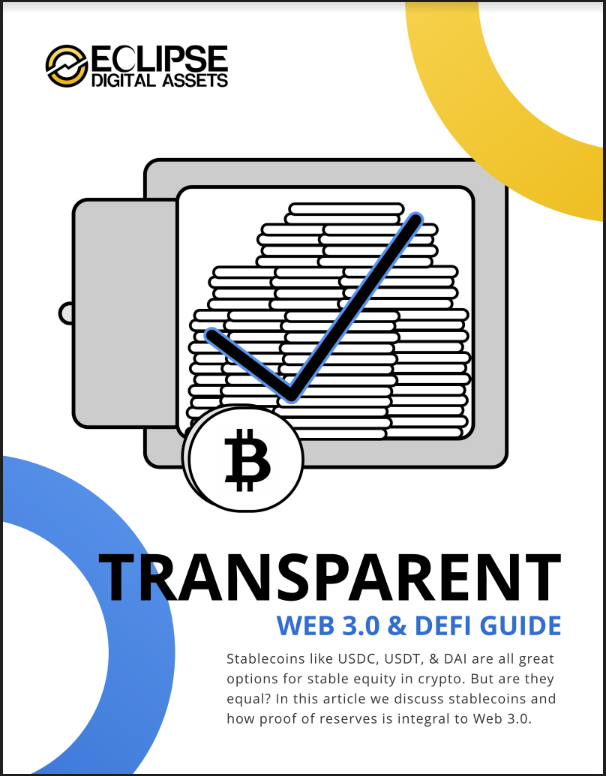 ECLIPSE
DIGITAL ASSETS
₿
TRANSPARENT
WEB 3.0 & DEFI GUIDE
Stablecoins like USDC, USDT, & DAI are all great
options for stable equity in crypto. But are they
equal? In this article we discuss stablecoins and
how proof of reserves is integral to Web 3.0.